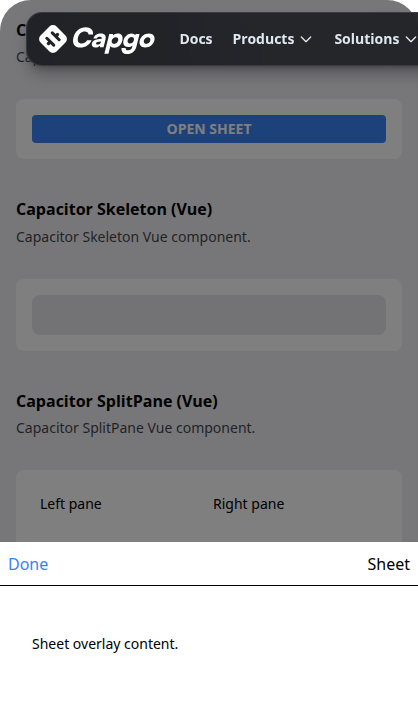 Capgo
Docs
Products
Solutions
OPEN SHEET
Capacitor Skeleton (Vue)
Capacitor Skeleton Vue component.
Capacitor SplitPane (Vue)
Capacitor SplitPane Vue component.
Left pane
Right pane
Done
Sheet
Sheet overlay content.